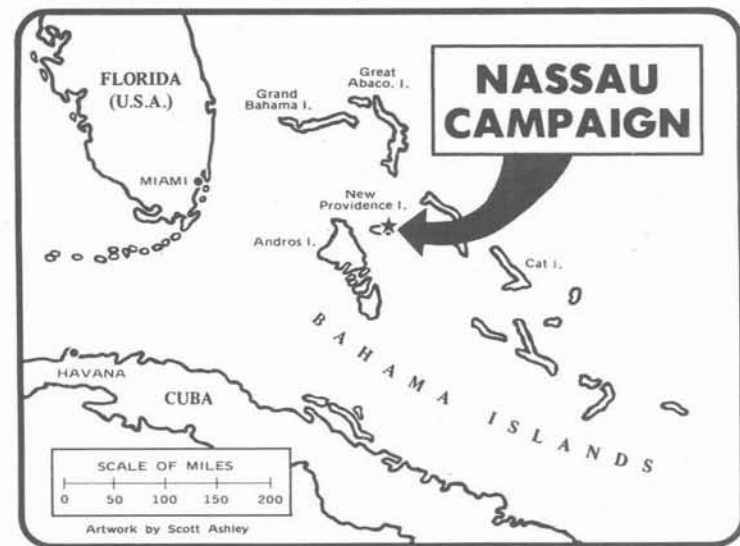 NASSAU
CAMPAIGN
FLORIDA
(U.S.A.)
Grand
Bahama I.
Great
Abaco. I.
MIAMI
New
Providence I.
Andros I.
Cat I.
BAHAMA ISLANDS
HAVANA
CUBA
SCALE OF MILES
0 50 100 150 200
Artwork by Scott Ashley